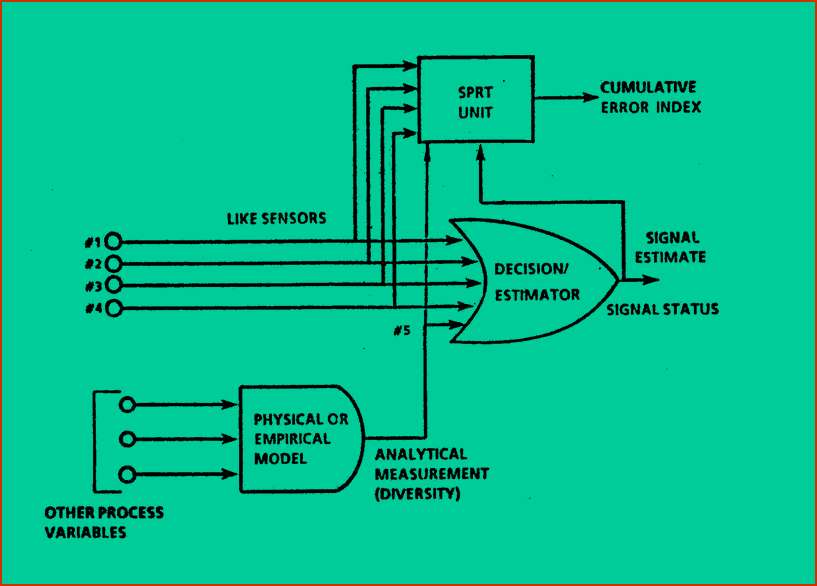 SPRT
UNIT
CUMULATIVE
ERROR INDEX
LIKE SENSORS
#1
#2
#3
#4
#5
DECISION/
ESTIMATOR
SIGNAL
ESTIMATE
SIGNAL STATUS
PHYSICAL OR
EMPIRICAL
MODEL
ANALYTICAL
MEASUREMENT
(DIVERSITY)
OTHER PROCESS
VARIABLES